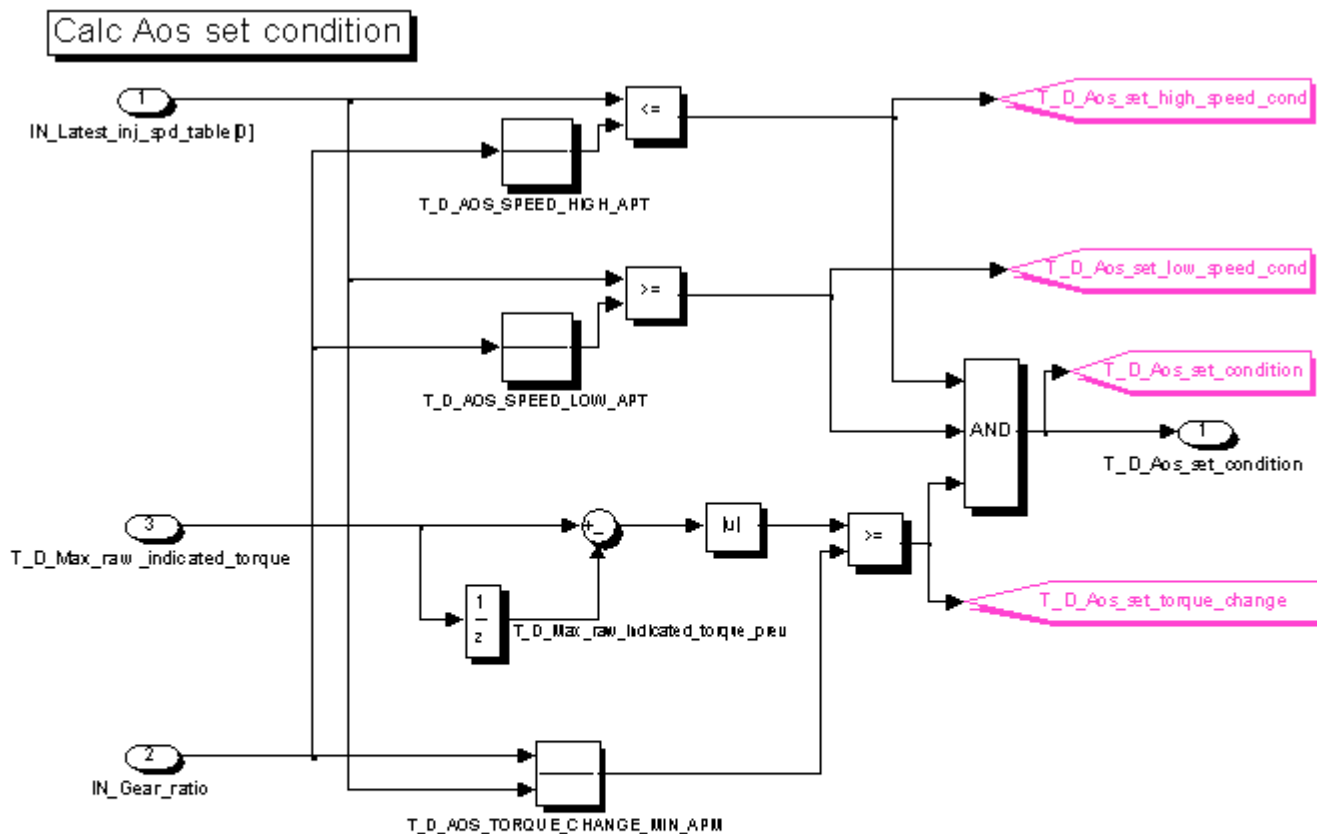 Calc Aos set condition
1
IN_Latest_inj_spd_table[0]
<=
T_D_Aos_set_high_speed_cond
T_D_AOS_SPEED_HIGH_APT
>=
T_D_Aos_set_low_speed_cond
T_D_AOS_SPEED_LOW_APT
T_D_Aos_set_condition
AND
1
T_D_Aos_set_condition
3
T_D_Max_raw_indicated_torque
+
-
|u|
>=
1
z
T_D_Max_raw_indicated_torque_prev
T_D_Aos_set_torque_change
2
IN_Gear_ratio
T_D_AOS_TORQUE_CHANGE_MIN_APM